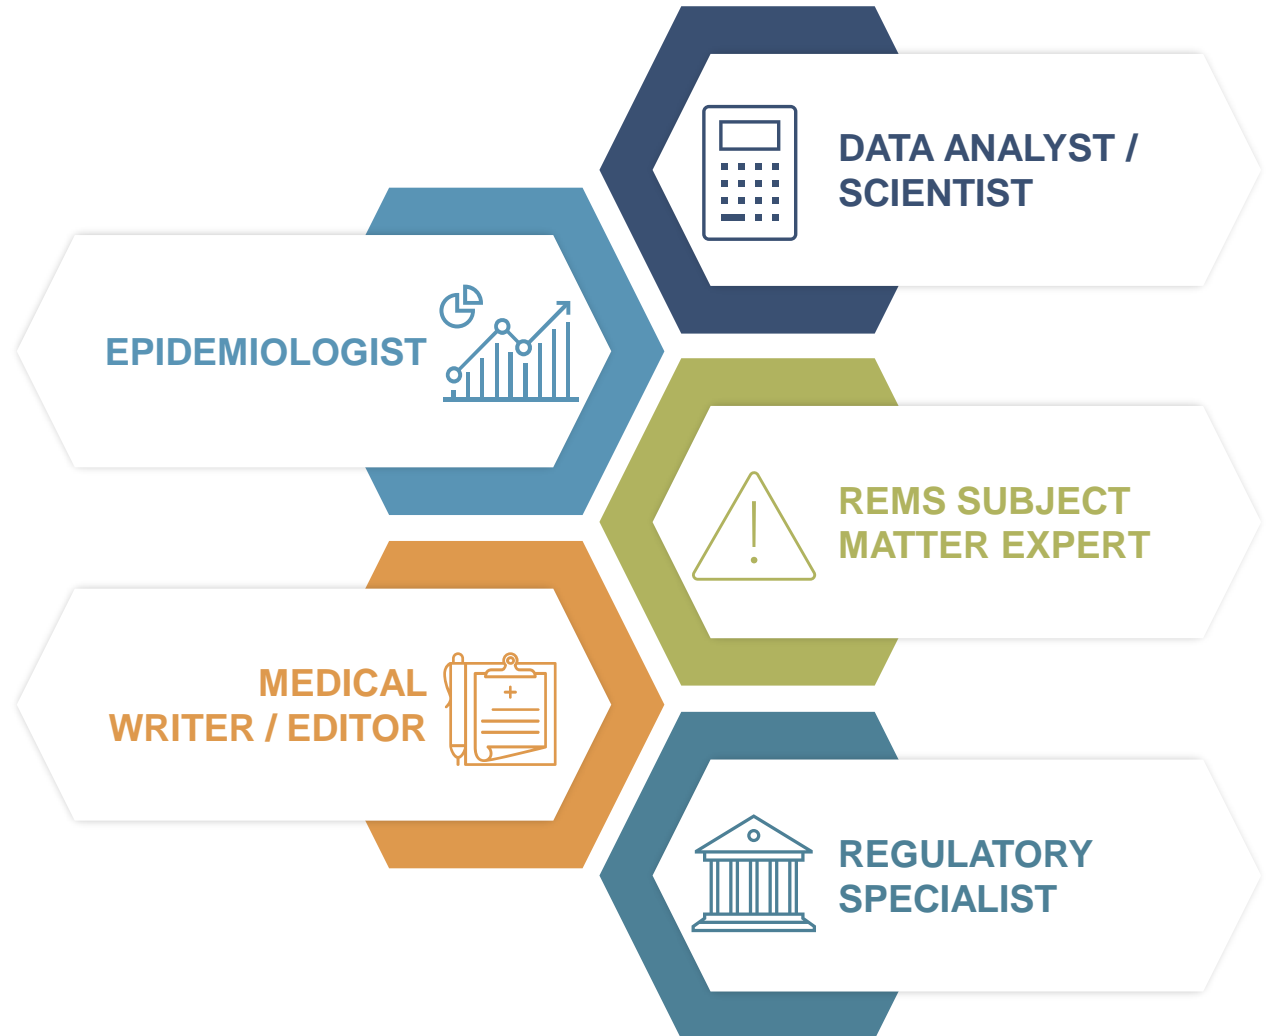 DATA ANALYST /
SCIENTIST
EPIDEMIOLOGIST
REMS SUBJECT
MATTER EXPERT
MEDICAL
WRITER / EDITOR
REGULATORY
SPECIALIST